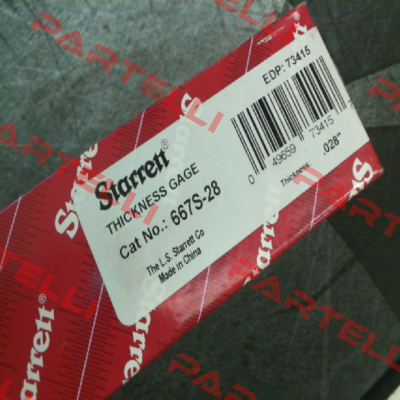 Starrett®
THICKNESS GAGE
Cat No.: 667S-28
The L.S. Starrett Co
Made in China
EDP: 73415
0 49659 73415
Thickness: .028"
Starrett®
Starrett®
Starrett
PARTELLI
PARTELLI
PARTELLI
PARTELLI